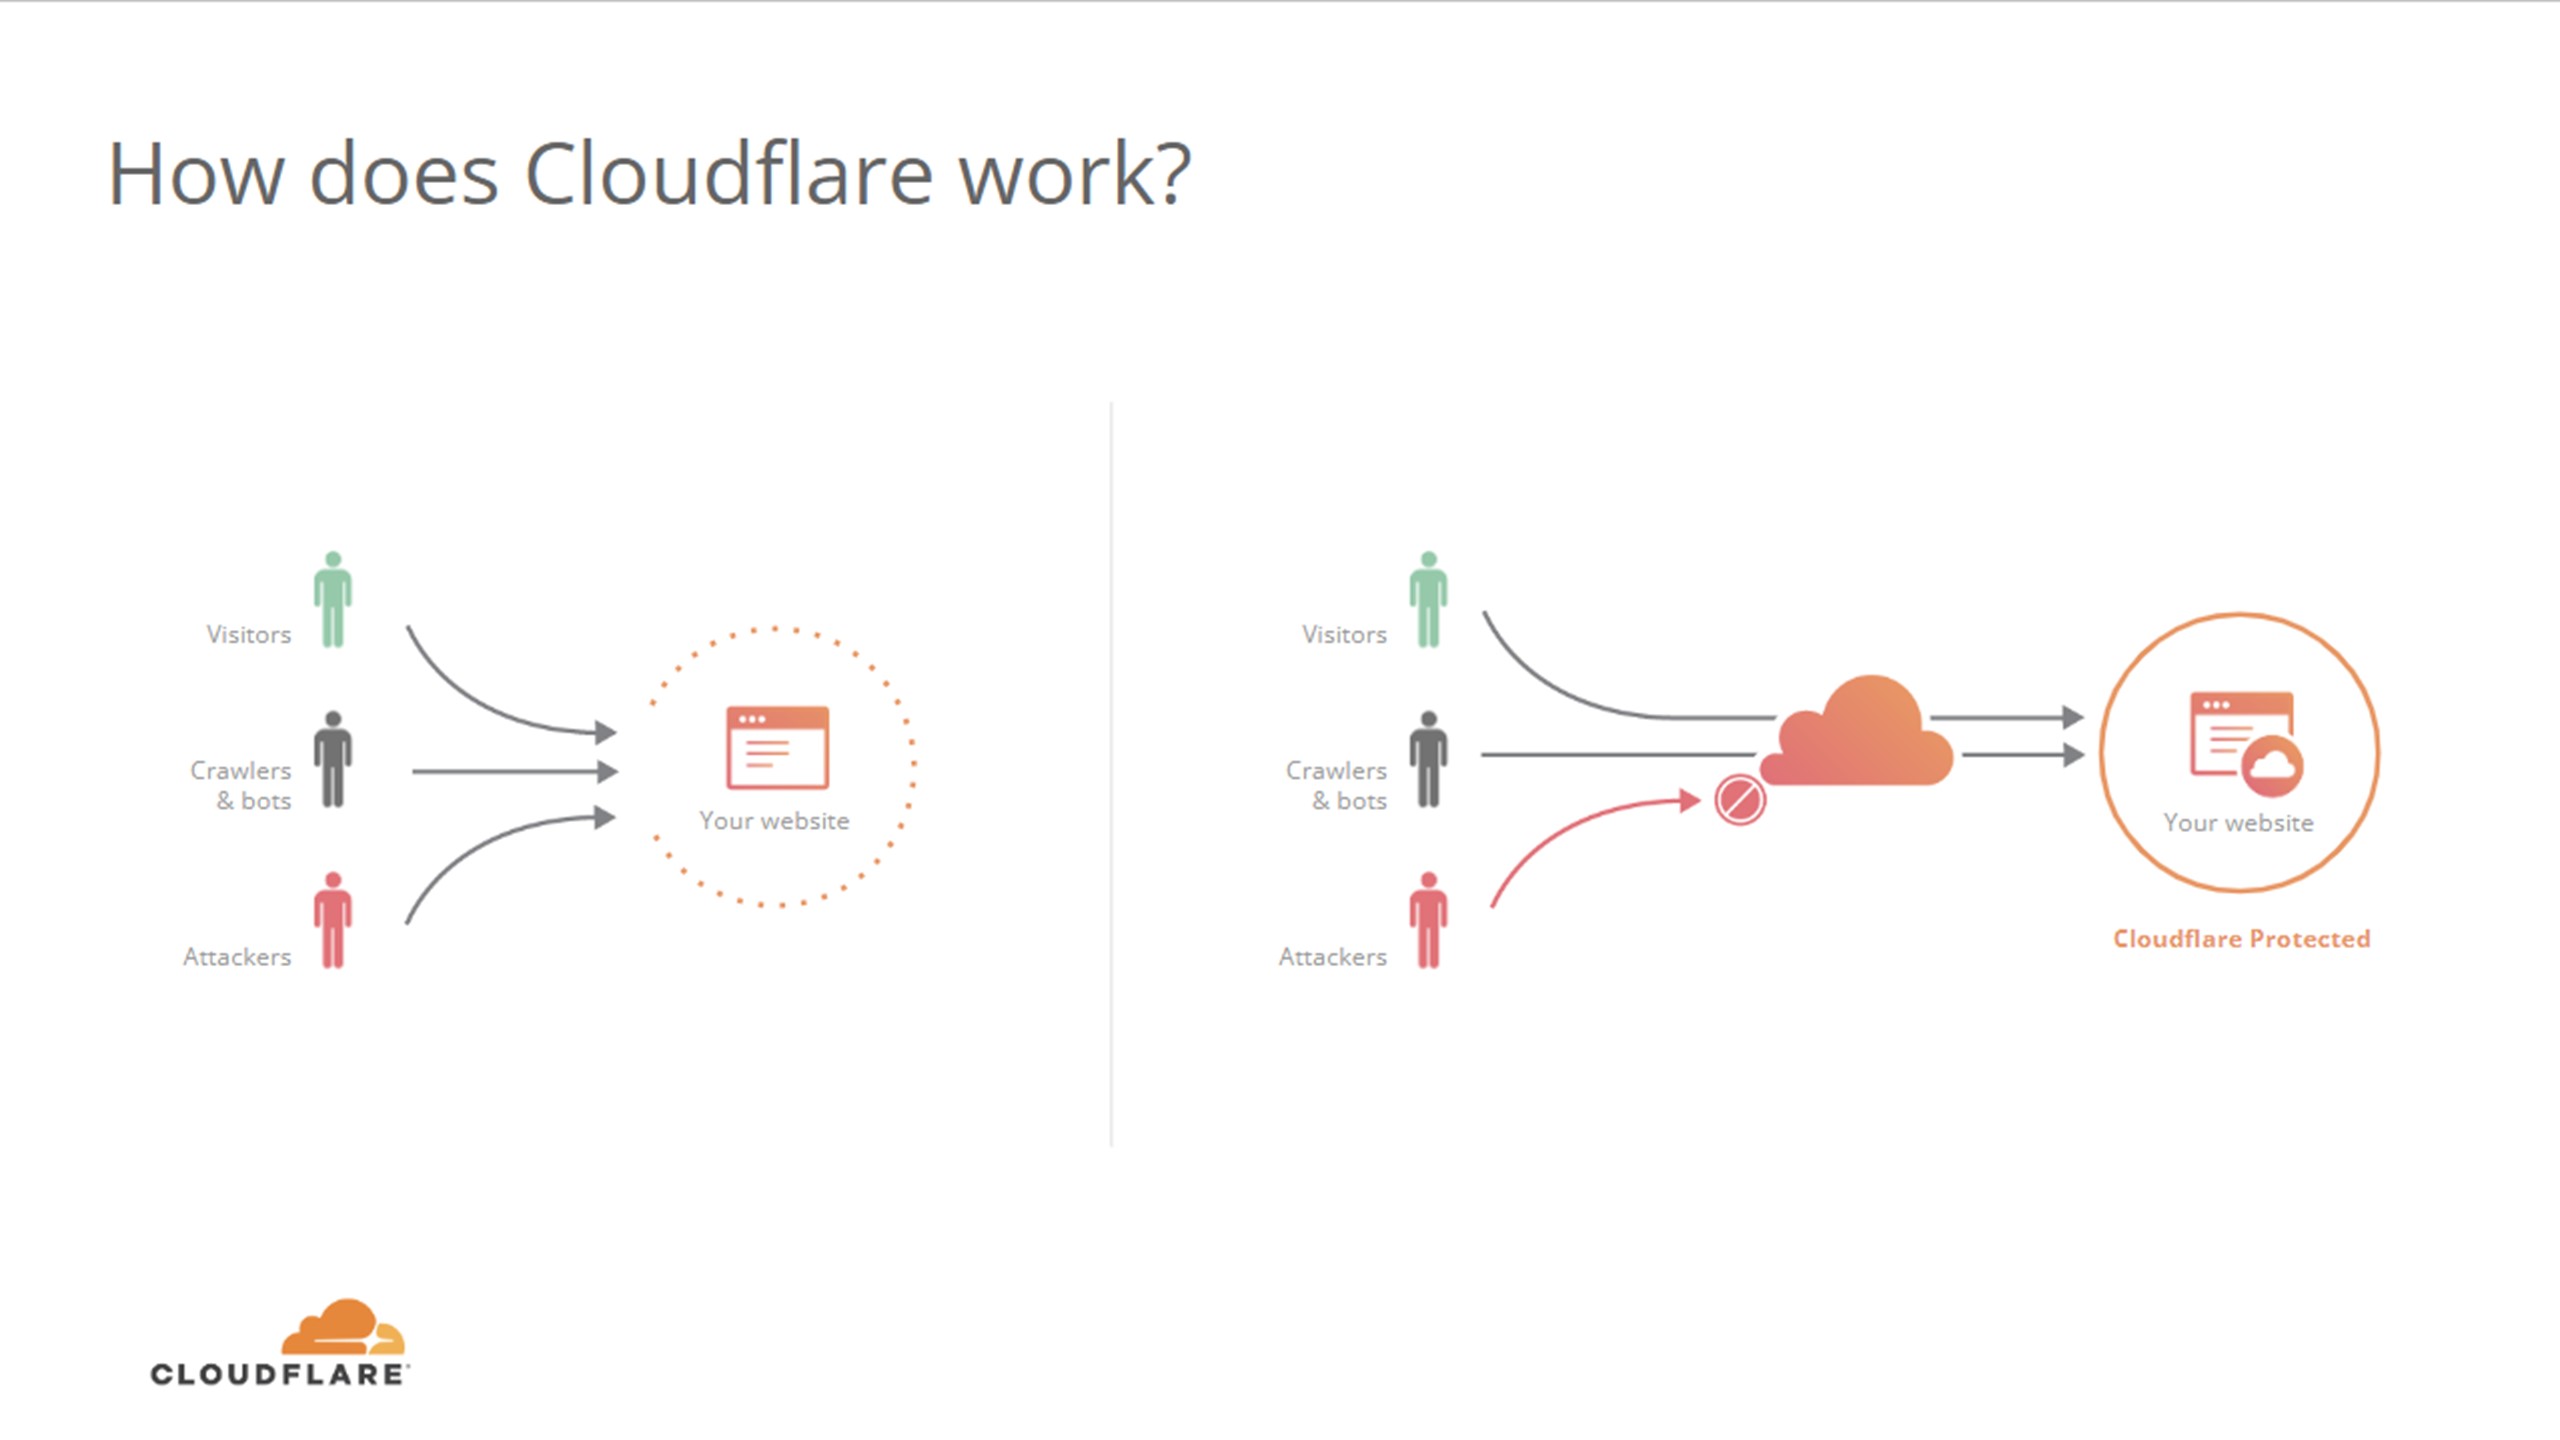 How does Cloudflare work?
Visitors
Crawlers
& bots
Attackers
Your website
Visitors
Crawlers
& bots
Attackers
Your website
Cloudflare Protected
CLOUDFLARE